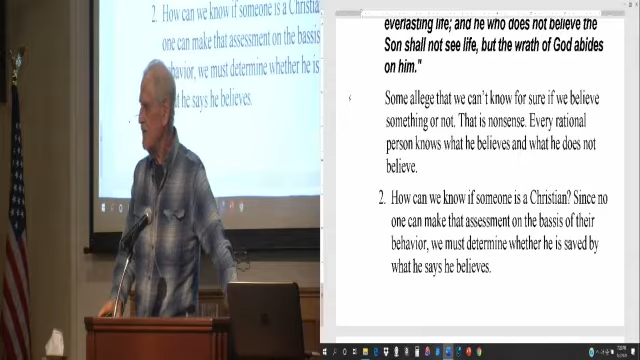 2. How can we know if someone is a Christia
one can make that assessment on the bassis
behavior, we must determine whether he is
at he says he believes.
everlasting life; and he who does not believe the
Son shall not see life, but the wrath of God abides
on him."
Some allege that we can't know for sure if we believe
something or not. That is nonsense. Every rational
person knows what he believes and what he does not
believe.
2. How can we know if someone is a Christian? Since no
one can make that assessment on the bassis of their
behavior, we must determine whether he is saved by
what he says he believes.